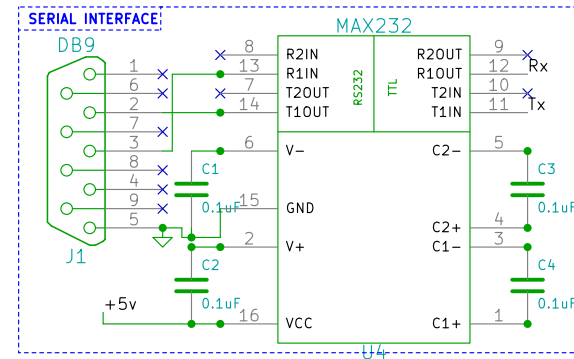 SERIAL INTERFACE
DB9
1
6
2
7
3
8
4
9
5
J1
MAX232
8 R2IN R2OUT 9
13 R1IN R1OUT 12 Rx
7 T2OUT T2IN 10
14 T1OUT T1IN 11 Tx
RS232 TTL
6 V- C2- 5
C1 0.1uF
C3 0.1uF
15 GND
C2+ 4
2 V+ C1- 3
C2 0.1uF
C4 0.1uF
+5v
16 VCC C1+ 1
U4